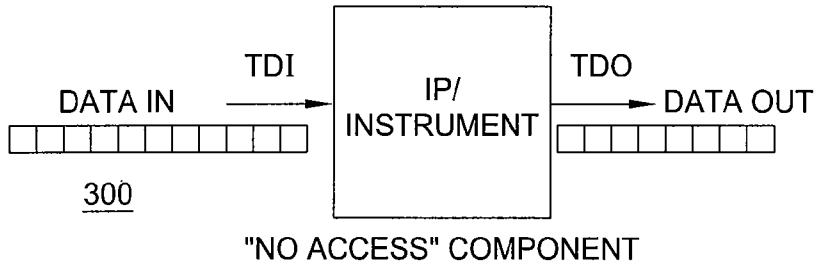 TDI
TDO
DATA IN
IP/
INSTRUMENT
DATA OUT
300
"NO ACCESS" COMPONENT